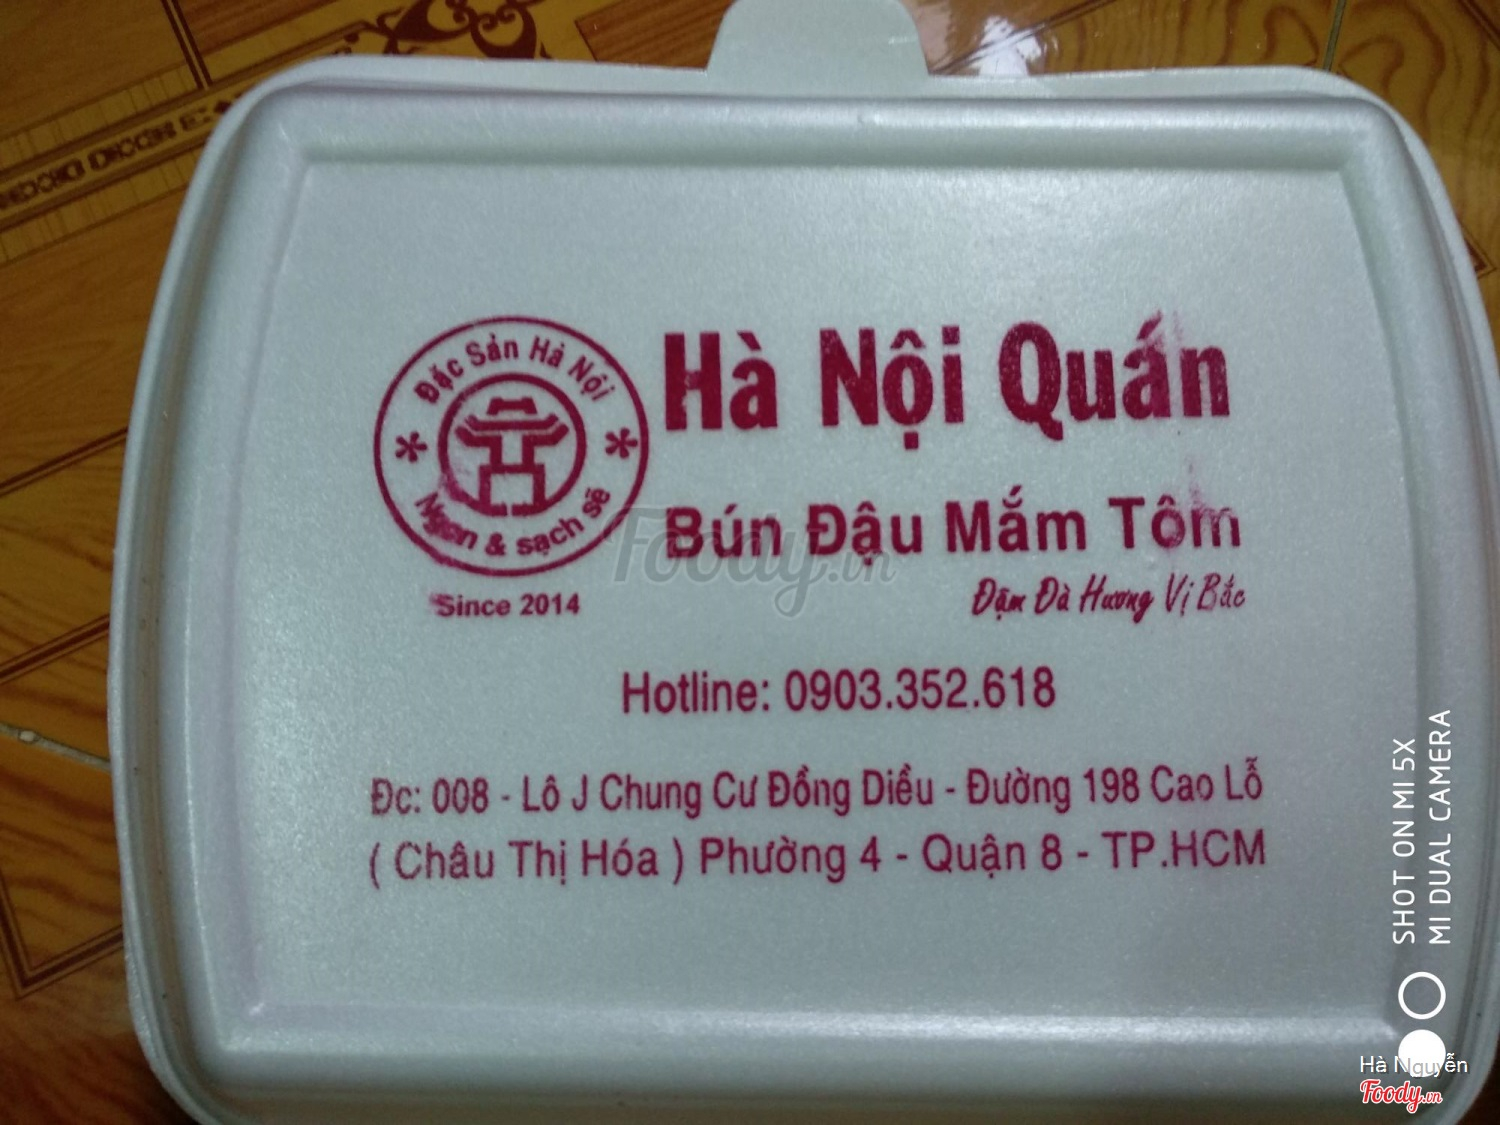 Đặc Sản Hà Nội
Ngon & sạch sẽ
Since 2014
Hà Nội Quán
Bún Đậu Mắm Tôm
Đậm Đà Hương Vị Bắc
Hotline: 0903.352.618
Đc: 008 - Lô J Chung Cư Đồng Diều - Đường 198 Cao Lỗ
( Châu Thị Hóa ) Phường 4 - Quận 8 - TP.HCM
Foody.vn
SHOT ON MI 5X
MI DUAL CAMERA
Hà Nguyễn
Foody.vn